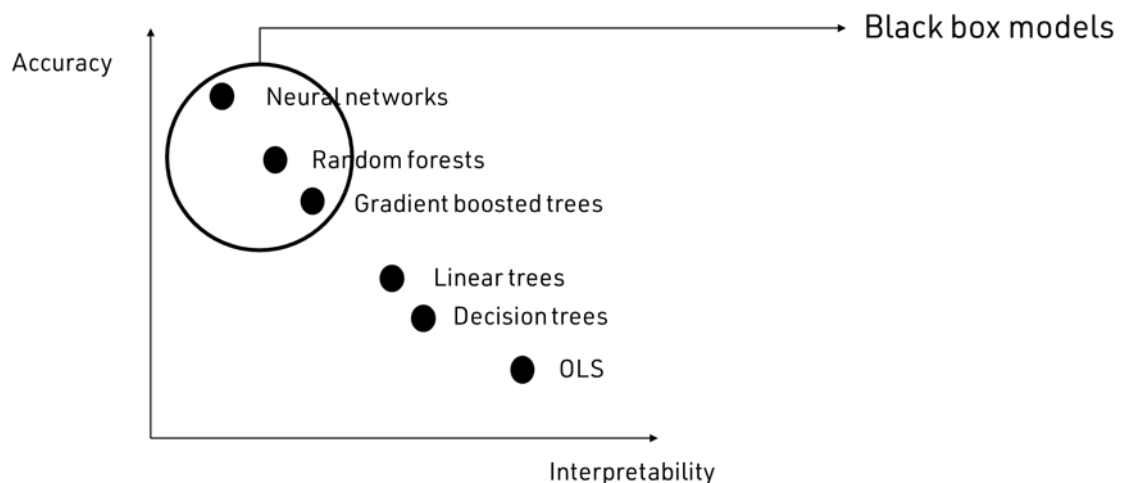 Black box models
Accuracy
Neural networks
Random forests
Gradient boosted trees
Linear trees
Decision trees
OLS
Interpretability